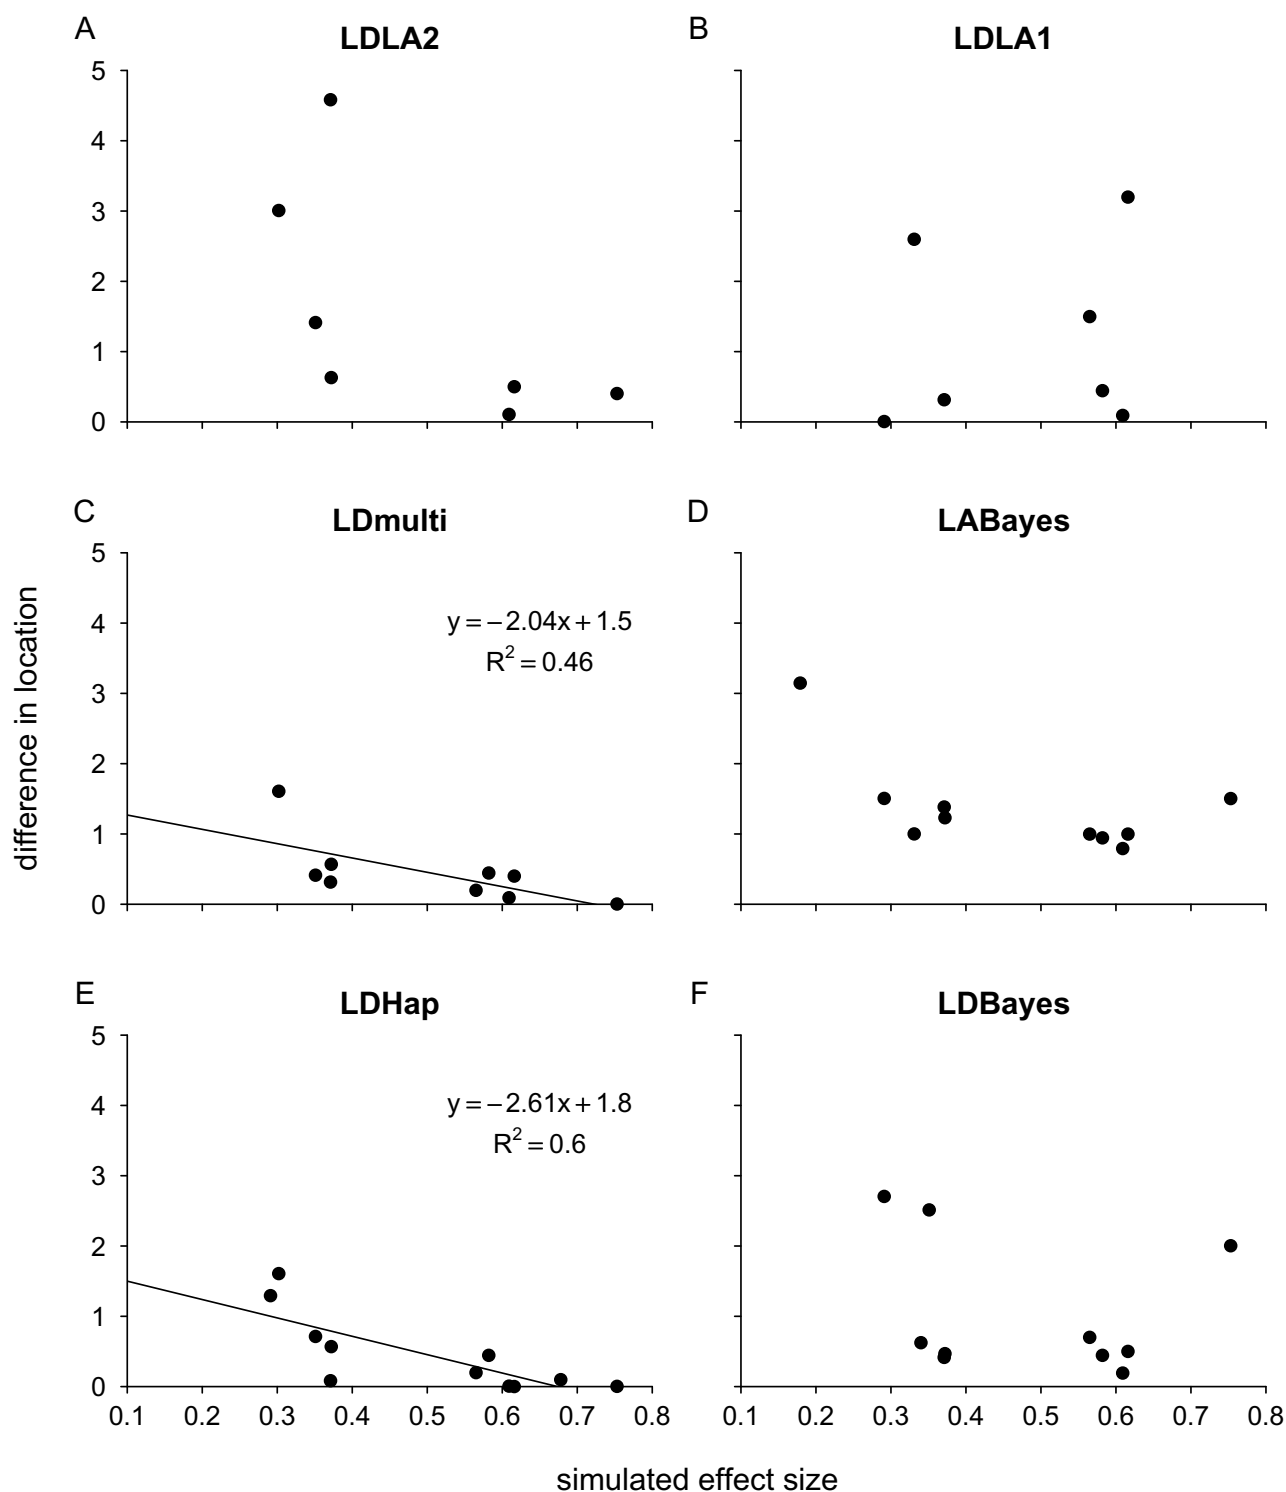 A
LDLA2
B
LDLA1
5
4
3
2
1
0
C
LDmulti
D
LABayes
5
4
3
2
1
0
y = −2.04x + 1.5
R² = 0.46
difference in location
E
LDHap
F
LDBayes
5
4
3
2
1
0
y = −2.61x + 1.8
R² = 0.6
0.1 0.2 0.3 0.4 0.5 0.6 0.7 0.8
0.1 0.2 0.3 0.4 0.5 0.6 0.7 0.8
simulated effect size